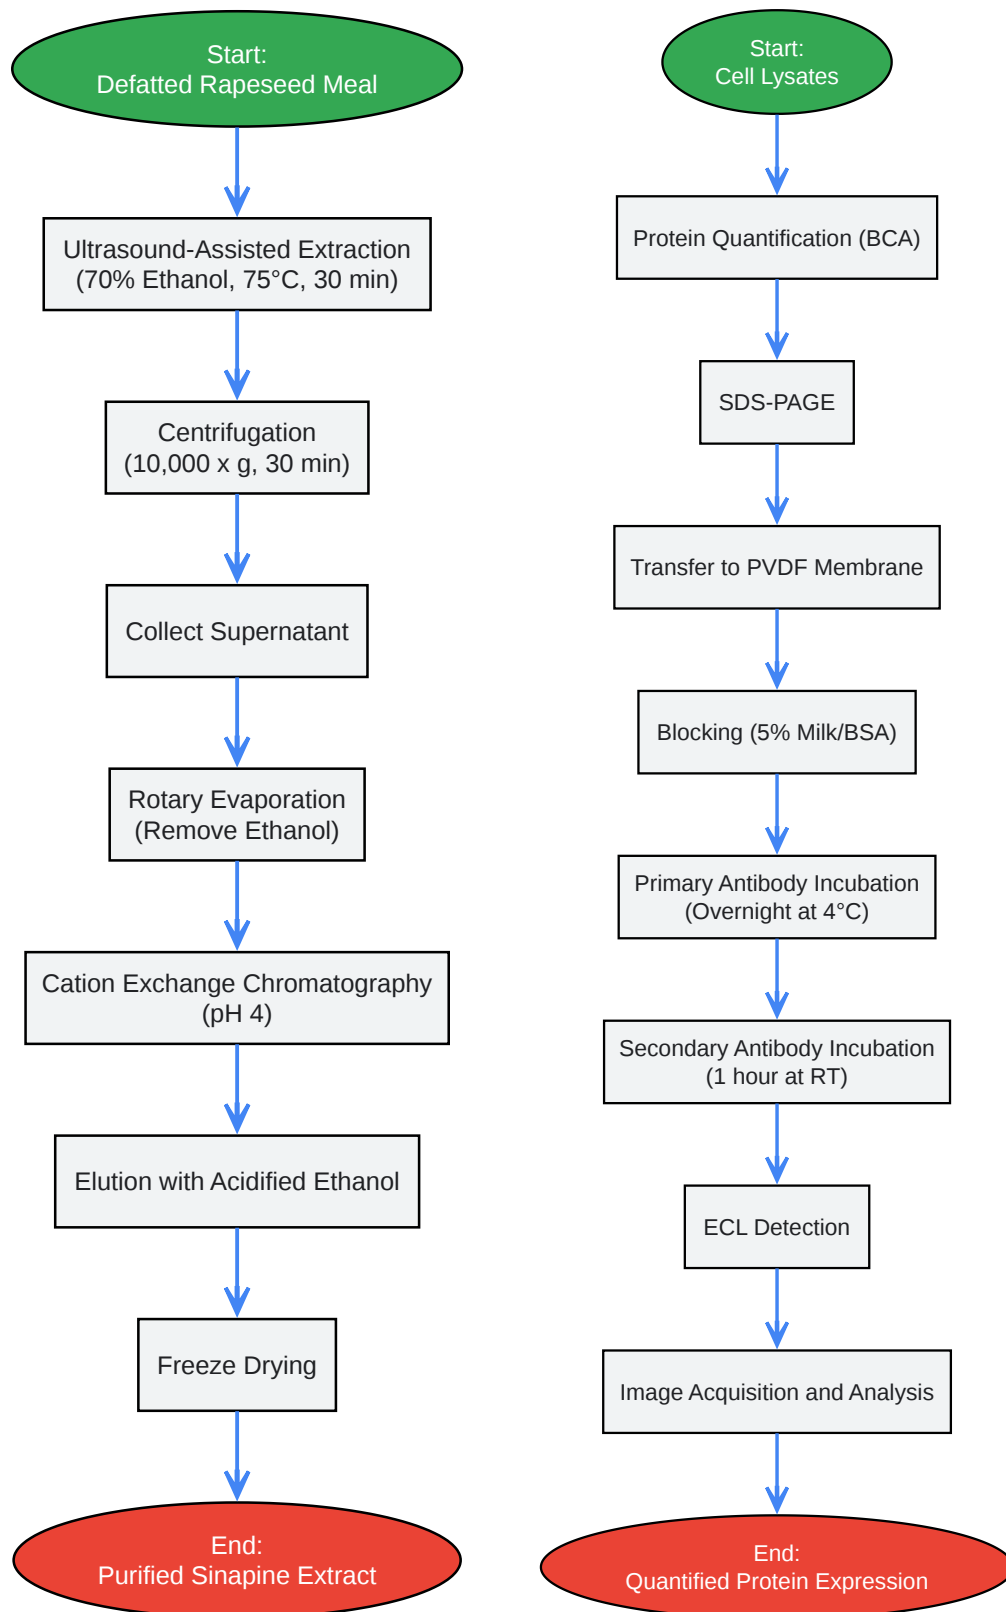 Start:
Defatted Rapeseed Meal
Ultrasound-Assisted Extraction
(70% Ethanol, 75°C, 30 min)
Centrifugation
(10,000 x g, 30 min)
Collect Supernatant
Rotary Evaporation
(Remove Ethanol)
Cation Exchange Chromatography
(pH 4)
Elution with Acidified Ethanol
Freeze Drying
End:
Purified Sinapine Extract
Start:
Cell Lysates
Protein Quantification (BCA)
SDS-PAGE
Transfer to PVDF Membrane
Blocking (5% Milk/BSA)
Primary Antibody Incubation
(Overnight at 4°C)
Secondary Antibody Incubation
(1 hour at RT)
ECL Detection
Image Acquisition and Analysis
End:
Quantified Protein Expression